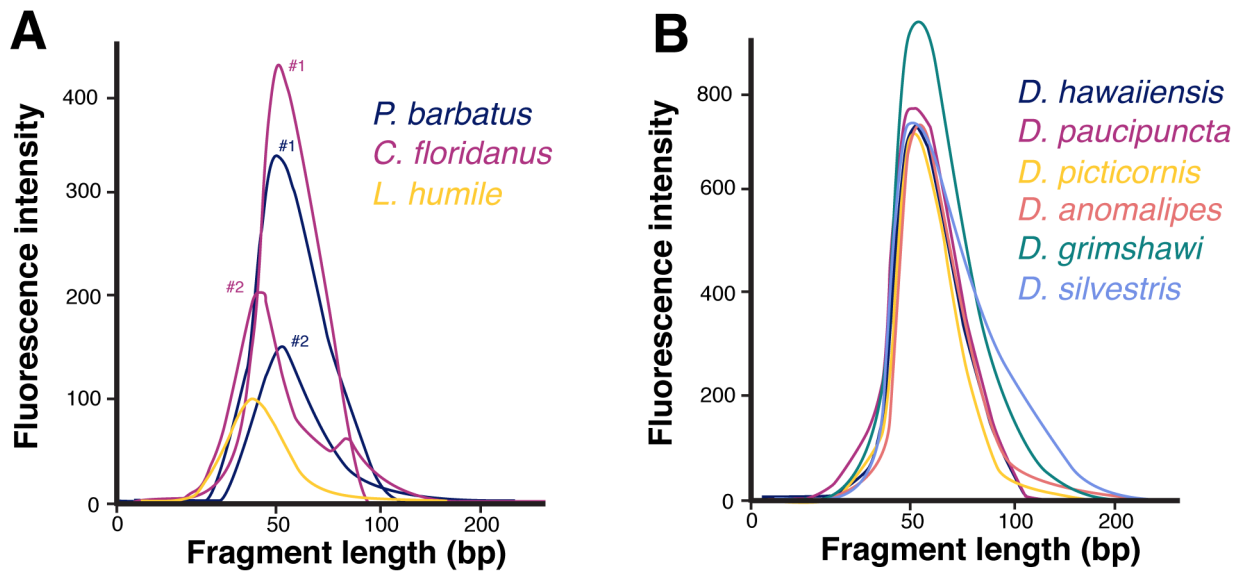 A
Fluorescence intensity
400
300
200
100
0
#1
#1
#2
#2
P. barbatus
C. floridanus
L. humile
0
50
100
200
Fragment length (bp)
B
Fluorescence intensity
800
600
400
200
0
D. hawaiiensis
D. paucipuncta
D. picticornis
D. anomalipes
D. grimshawi
D. silvestris
0
50
100
200
Fragment length (bp)